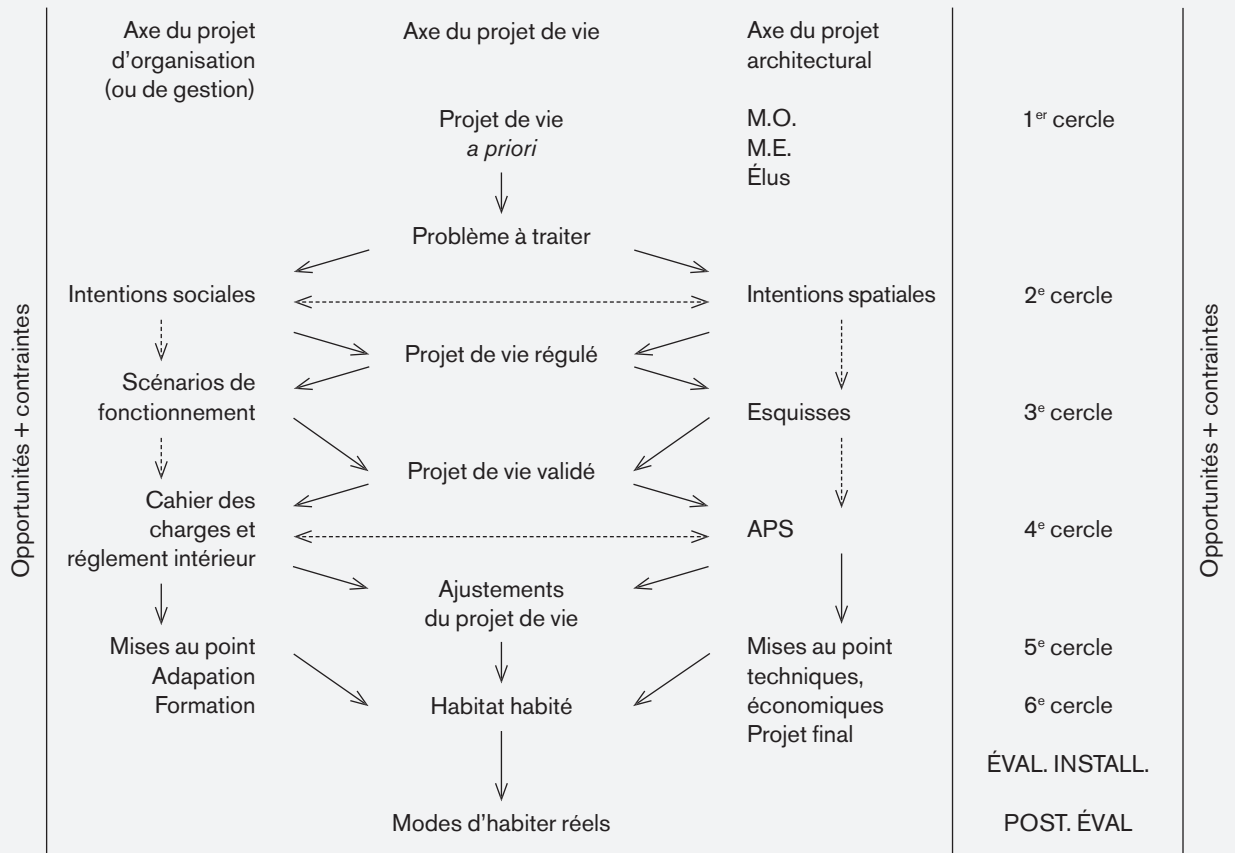 Opportunités + contraintes
Axe du projet
d'organisation
(ou de gestion)
Axe du projet de vie
Axe du projet
architectural
Projet de vie
a priori
M.O.
M.E.
Élus
1er cercle
Problème à traiter
Intentions sociales
Intentions spatiales
2e cercle
Projet de vie régulé
Scénarios de
fonctionnement
Esquisses
3e cercle
Projet de vie validé
Cahier des
charges et
réglement intérieur
APS
4e cercle
Ajustements
du projet de vie
Mises au point
Adapation
Formation
Mises au point
techniques,
économiques
Projet final
5e cercle
Habitat habité
6e cercle
ÉVAL. INSTALL.
Modes d'habiter réels
POST. ÉVAL
Opportunités + contraintes